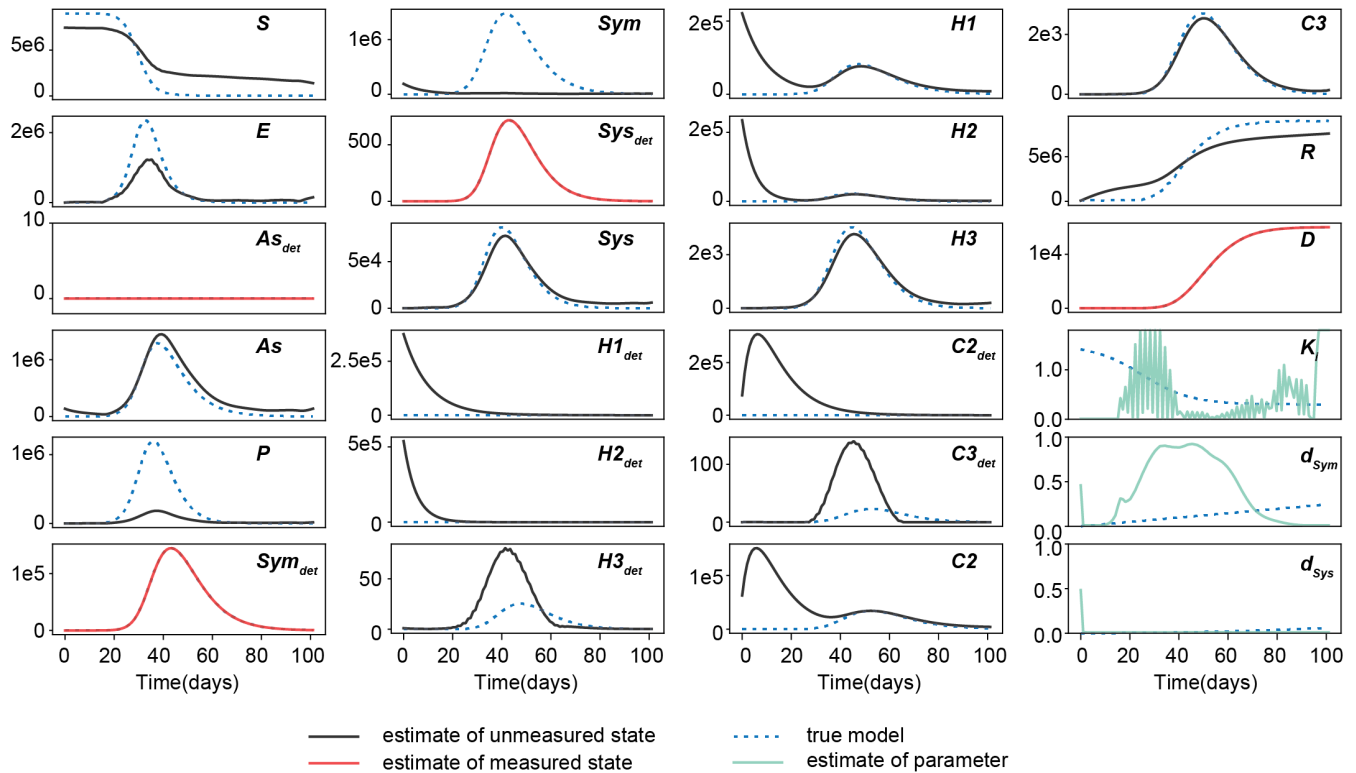 S
5e6
0
E
2e6
0
As_det
10
0
As
1e6
0
P
1e6
0
Sym_det
1e5
0
0 20 40 60 80 100
Time(days)
Sym
1e6
0
Sys_det
500
0
Sys
5e4
0
H1_det
2.5e5
0
H2_det
5e5
0
H3_det
50
0
0 20 40 60 80 100
Time(days)
H1
2e5
0
H2
2e5
0
H3
2e3
0
C2_det
2e5
0
C3_det
100
0
C2
1e5
0
0 20 40 60 80 100
Time(days)
C3
2e3
0
R
5e6
0
D
1e4
0
K_I
1.0
0.0
d_Sym
1.0
0.5
0.0
d_Sys
1.0
0.5
0.0
0 20 40 60 80 100
Time(days)
estimate of unmeasured state
estimate of measured state
true model
estimate of parameter